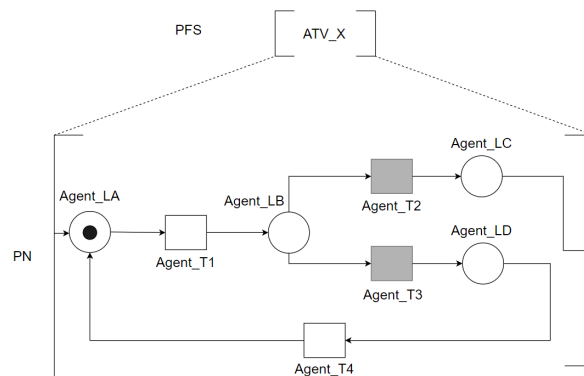 PFS
ATV_X
Agent_LA
Agent_T1
Agent_LB
Agent_T2
Agent_LC
Agent_T3
Agent_LD
PN
Agent_T4